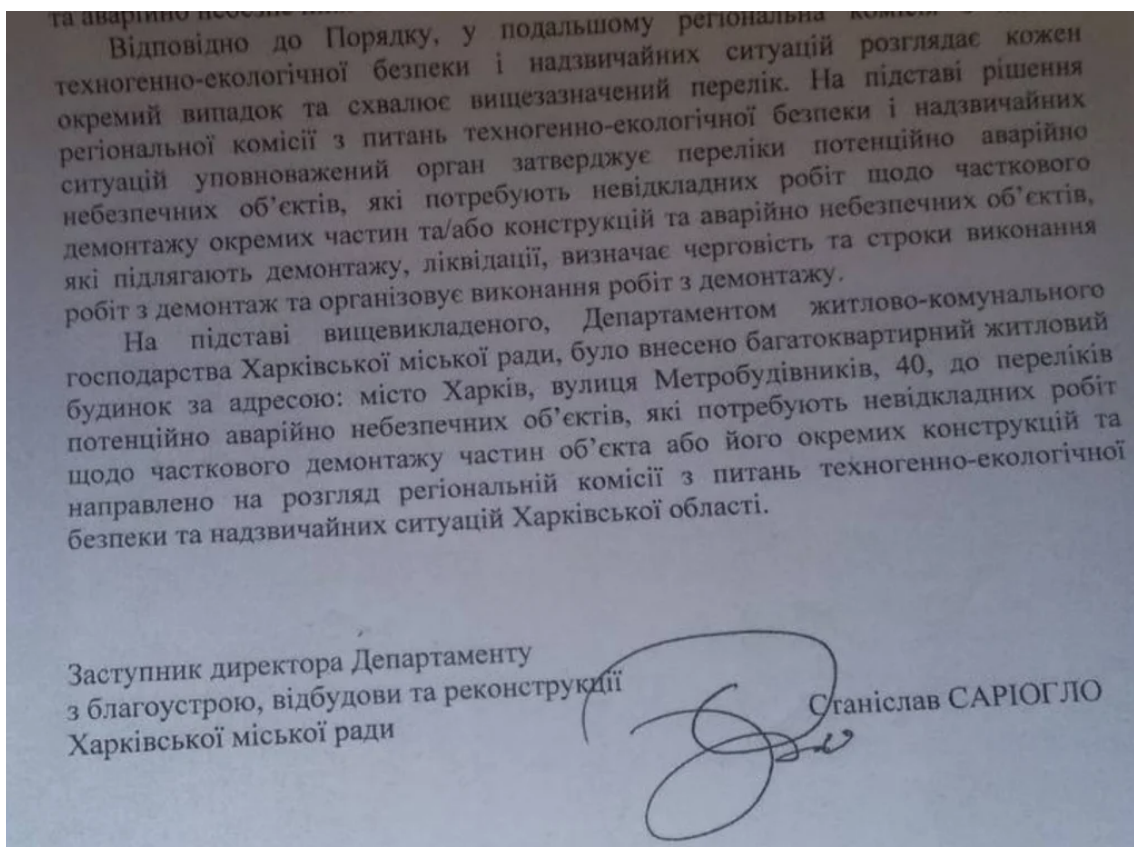 та аварійно
Відповідно до Порядку, у подальшому регіональна
техногенно-екологічної безпеки і надзвичайних ситуацій розглядає кожен
окремий випадок та схвалює вищезазначений перелік. На підставі рішення
регіональної комісії з питань техногенно-екологічної безпеки і надзвичайних
ситуацій уповноважений орган затверджує переліки потенційно аварійно
небезпечних об’єктів, які потребують невідкладних робіт щодо часткового
демонтажу окремих частин та/або конструкцій та аварійно небезпечних об’єктів,
які підлягають демонтажу, ліквідації, визначає черговість та строки виконання
робіт з демонтаж та організовує виконання робіт з демонтажу.
На підставі вищевикладеного, Департаментом житлово-комунального
господарства Харківської міської ради, було внесено багатоквартирний житловий
будинок за адресою: місто Харків, вулиця Метробудівників, 40, до переліків
потенційно аварійно небезпечних об’єктів, які потребують невідкладних робіт
щодо часткового демонтажу частин об’єкта або його окремих конструкцій та
направлено на розгляд регіональній комісії з питань техногенно-екологічної
безпеки та надзвичайних ситуацій Харківської області.
Заступник директора Департаменту
з благоустрою, відбудови та реконструкції
Харківської міської ради
Станіслав САРІОГЛО